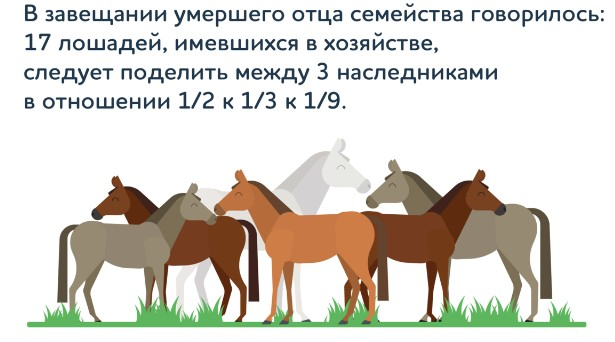 В завещании умершего отца семейства говорилось:
17 лошадей, имевшихся в хозяйстве,
следует поделить между 3 наследниками
в отношении 1/2 к 1/3 к 1/9.